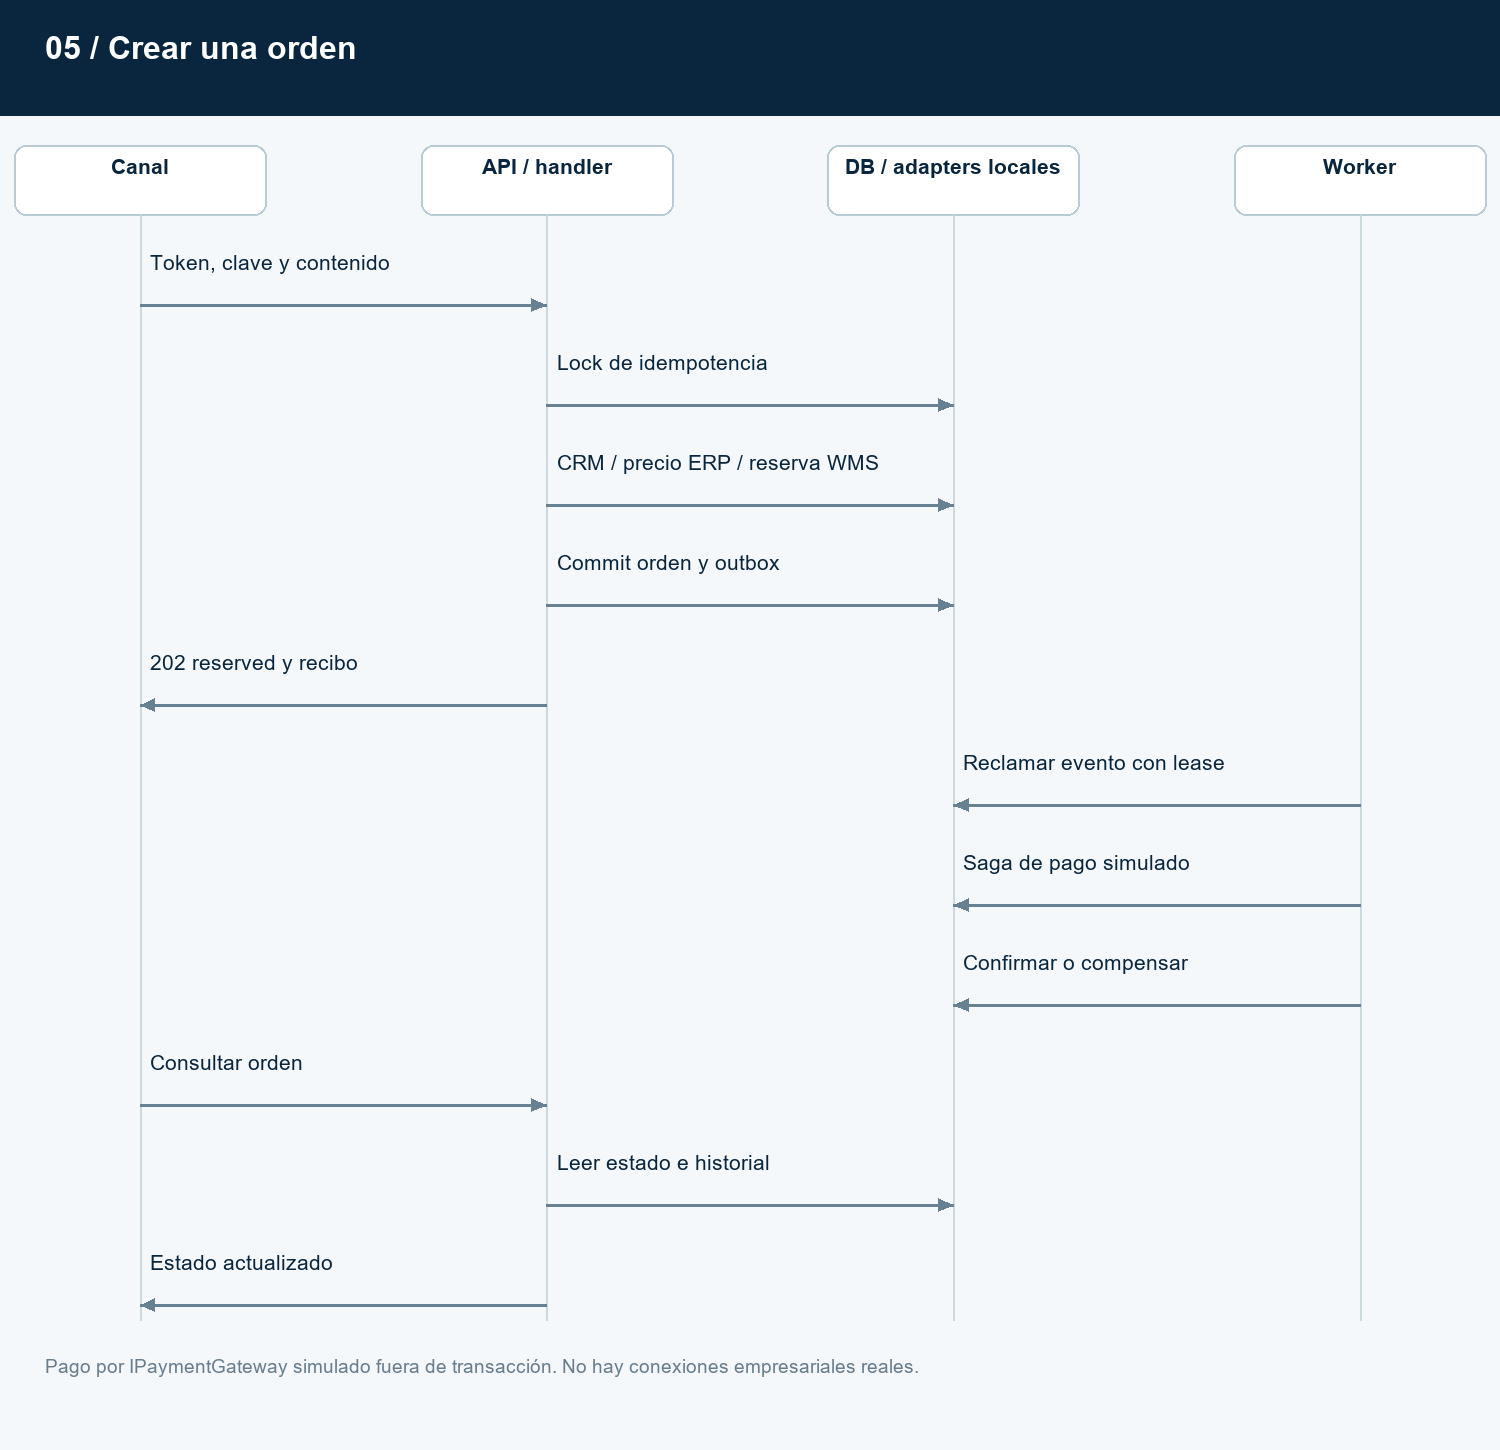 05 / Crear una orden
Canal
API / handler
DB / adapters locales
Worker
Token, clave y contenido
Lock de idempotencia
CRM / precio ERP / reserva WMS
Commit orden y outbox
202 reserved y recibo
Reclamar evento con lease
Saga de pago simulado
Confirmar o compensar
Consultar orden
Leer estado e historial
Estado actualizado
Pago por IPaymentGateway simulado fuera de transacción. No hay conexiones empresariales reales.